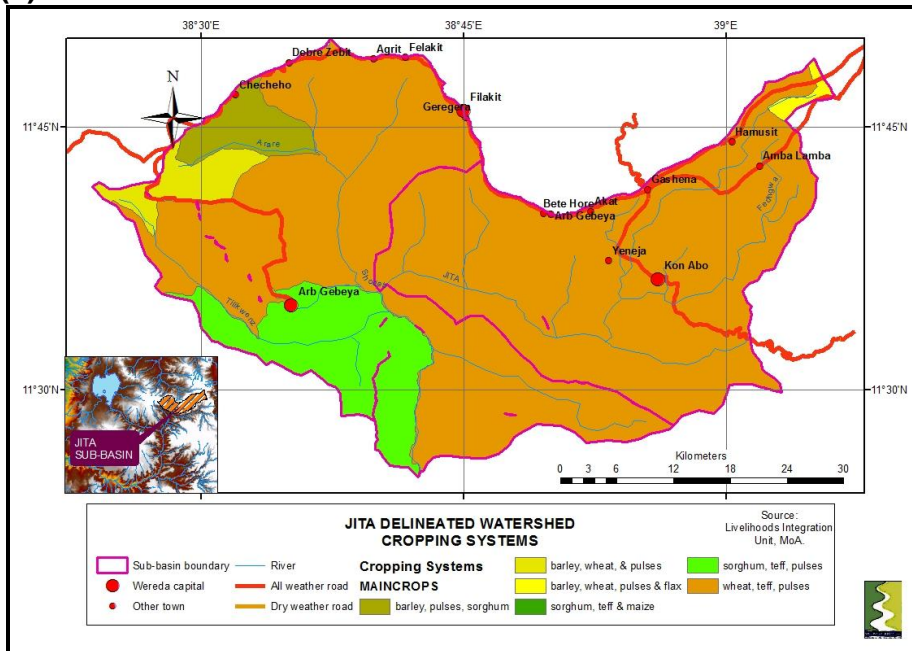 38°30'E
38°45'E
39°E
Debre Zebit
Agrit
Felakit
Checheho
N
Filakit
Geregera
11°45'N
11°45'N
Arare
Hamusit
Amba Lamba
Gashena
Bete Hore
Akat
Arb Gebeya
Yeneja
Kon Abo
JITA
Arb Gebeya
11°30'N
11°30'N
JITA
SUB-BASIN
Kilometers
0 3 6 12 18 24 30
JITA DELINEATED WATERSHED
CROPPING SYSTEMS
Source:
Livelihoods Integration
Unit, MoA.
Sub-basin boundary
River
Cropping Systems
barley, wheat, & pulses
sorghum, teff, pulses
Wereda capital
All weather road
MAINCROPS
barley, wheat, pulses & flax
wheat, teff, pulses
Other town
Dry weather road
barley, pulses, sorghum
sorghum, teff & maize